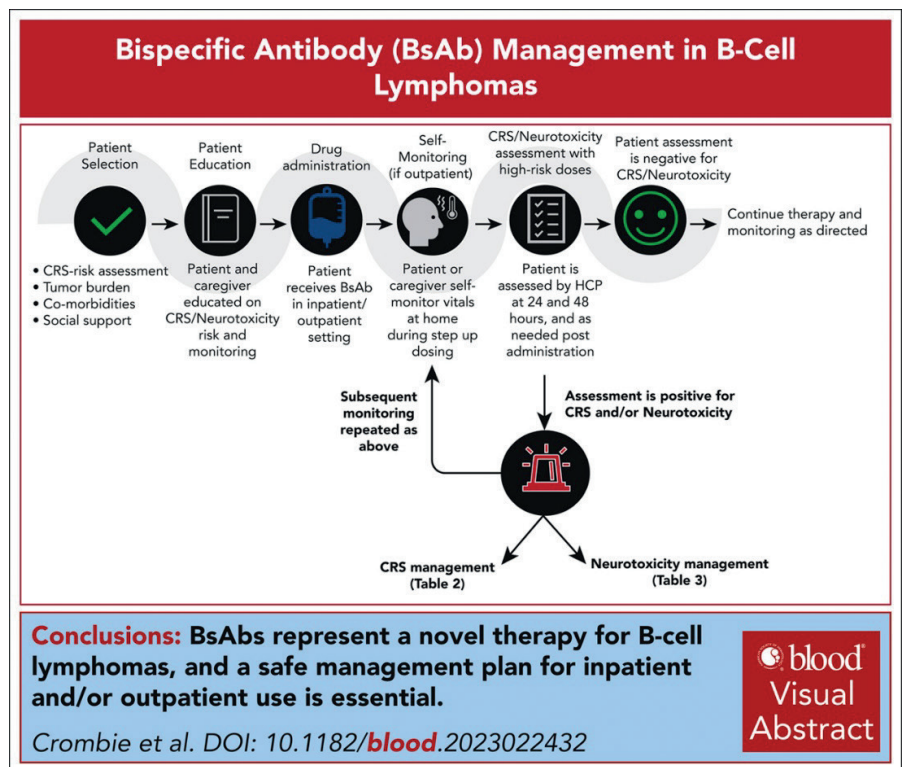 Bispecific Antibody (BsAb) Management in B-Cell
Lymphomas
Patient
Selection
• CRS-risk assessment
• Tumor burden
• Co-morbidities
• Social support
Patient
Education
Patient and
caregiver
educated on
CRS/Neurotoxicity
risk and
monitoring
Drug
administration
Patient
receives BsAb
in inpatient/
outpatient
setting
Self-
Monitoring
(if outpatient)
Patient or
caregiver self-
monitor vitals
at home
during step up
dosing
CRS/Neurotoxicity
assessment with
high-risk doses
Patient is
assessed by HCP
at 24 and 48
hours, and as
needed post
administration
Patient assessment
is negative for
CRS/Neurotoxicity
Continue therapy and
monitoring as directed
Subsequent
monitoring
repeated as
above
Assessment is positive for
CRS and/or Neurotoxicity
CRS management
(Table 2)
Neurotoxicity management
(Table 3)
Conclusions: BsAbs represent a novel therapy for B-cell
lymphomas, and a safe management plan for inpatient
and/or outpatient use is essential.
Crombie et al. DOI: 10.1182/blood.2023022432
blood®
Visual
Abstract